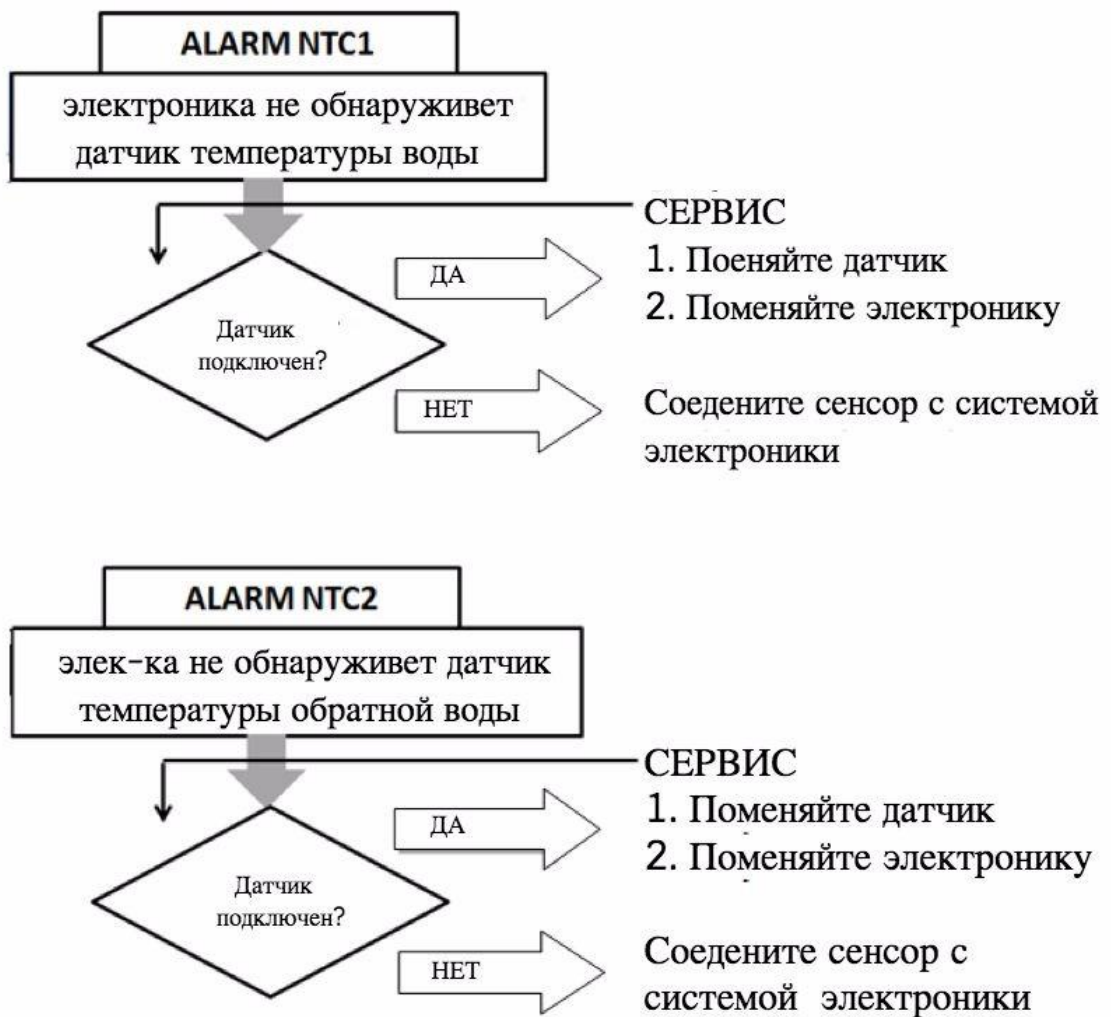 ALARM NTC1
электроника не обнаруживет
датчик температуры воды
СЕРВИС
1. Поеняйте датчик
2. Поменяйте электронику
ДА
Датчик
подключен?
НЕТ
Соедените сенсор с системой
электроники
ALARM NTC2
элек-ка не обнаруживет датчик
температуры обратной воды
СЕРВИС
1. Поменяйте датчик
2. Поменяйте электронику
ДА
Датчик
подключен?
НЕТ
Соедените сенсор с
системой электроники